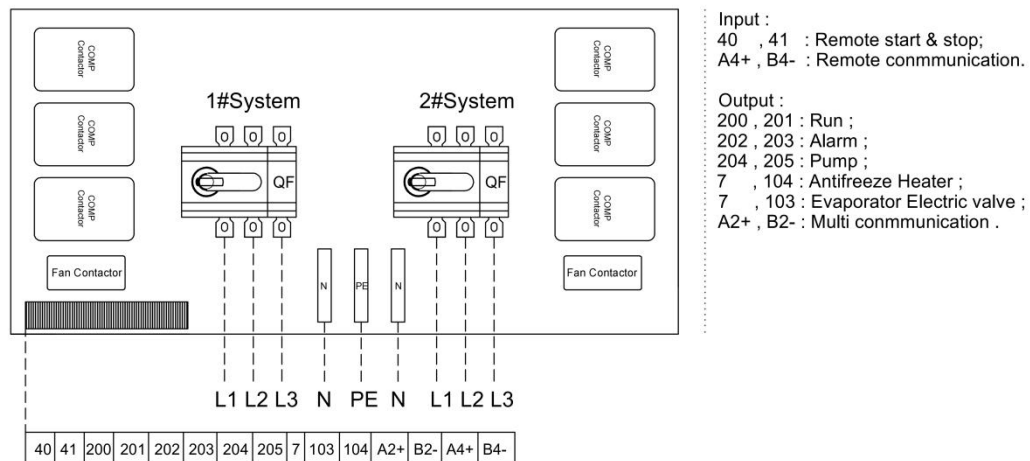 1#System
2#System
COMP Contactor
COMP Contactor
COMP Contactor
COMP Contactor
COMP Contactor
COMP Contactor
O O O
O O O
QF
QF
O O O
O O O
Fan Contactor
Fan Contactor
N
PE
N
L1 L2 L3 N PE N L1 L2 L3
40 41 200 201 202 203 204 205 7 103 104 A2+ B2- A4+ B4-
Input :
40 , 41 : Remote start & stop;
A4+ , B4- : Remote conmmunication.
Output :
200 , 201 : Run ;
202 , 203 : Alarm ;
204 , 205 : Pump ;
7 , 104 : Antifreeze Heater ;
7 , 103 : Evaporator Electric valve ;
A2+ , B2- : Multi conmmunication .